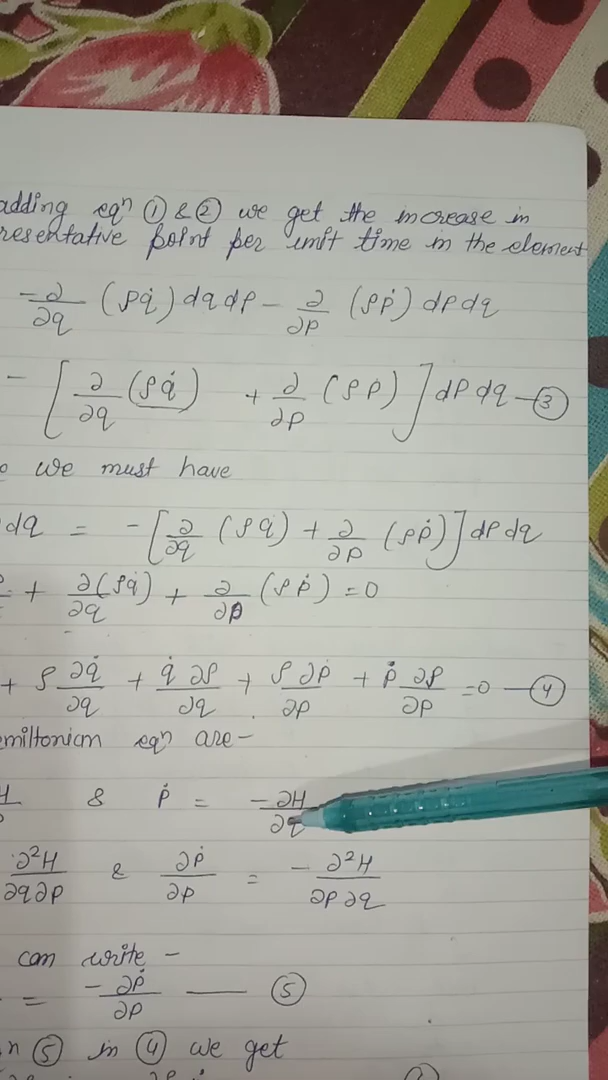 adding eqⁿ ① & ② we get the increase in
resentative point per unit time in the element
-∂/∂q (ρq̇) dq dp - ∂/∂p (ρṗ) dp dq
- [∂/∂q (ρq̇) + ∂/∂p (ρṗ)] dp dq -③
we must have
dq = -[∂/∂q (ρq̇) + ∂/∂p (ρṗ)] dp dq
+ ∂(ρq̇)/∂q + ∂/∂p (ρṗ) = 0
+ ρ ∂q̇/∂q + q̇ ∂ρ/∂q + ρ ∂ṗ/∂p + ṗ ∂ρ/∂p = 0 -④
miltonian eqⁿ are-
& ṗ = -∂H/∂q
∂²H/∂q∂p & ∂ṗ/∂p = - ∂²H/∂p∂q
can write -
= -∂ṗ/∂p — ⑤
n ⑤ in ④ we get